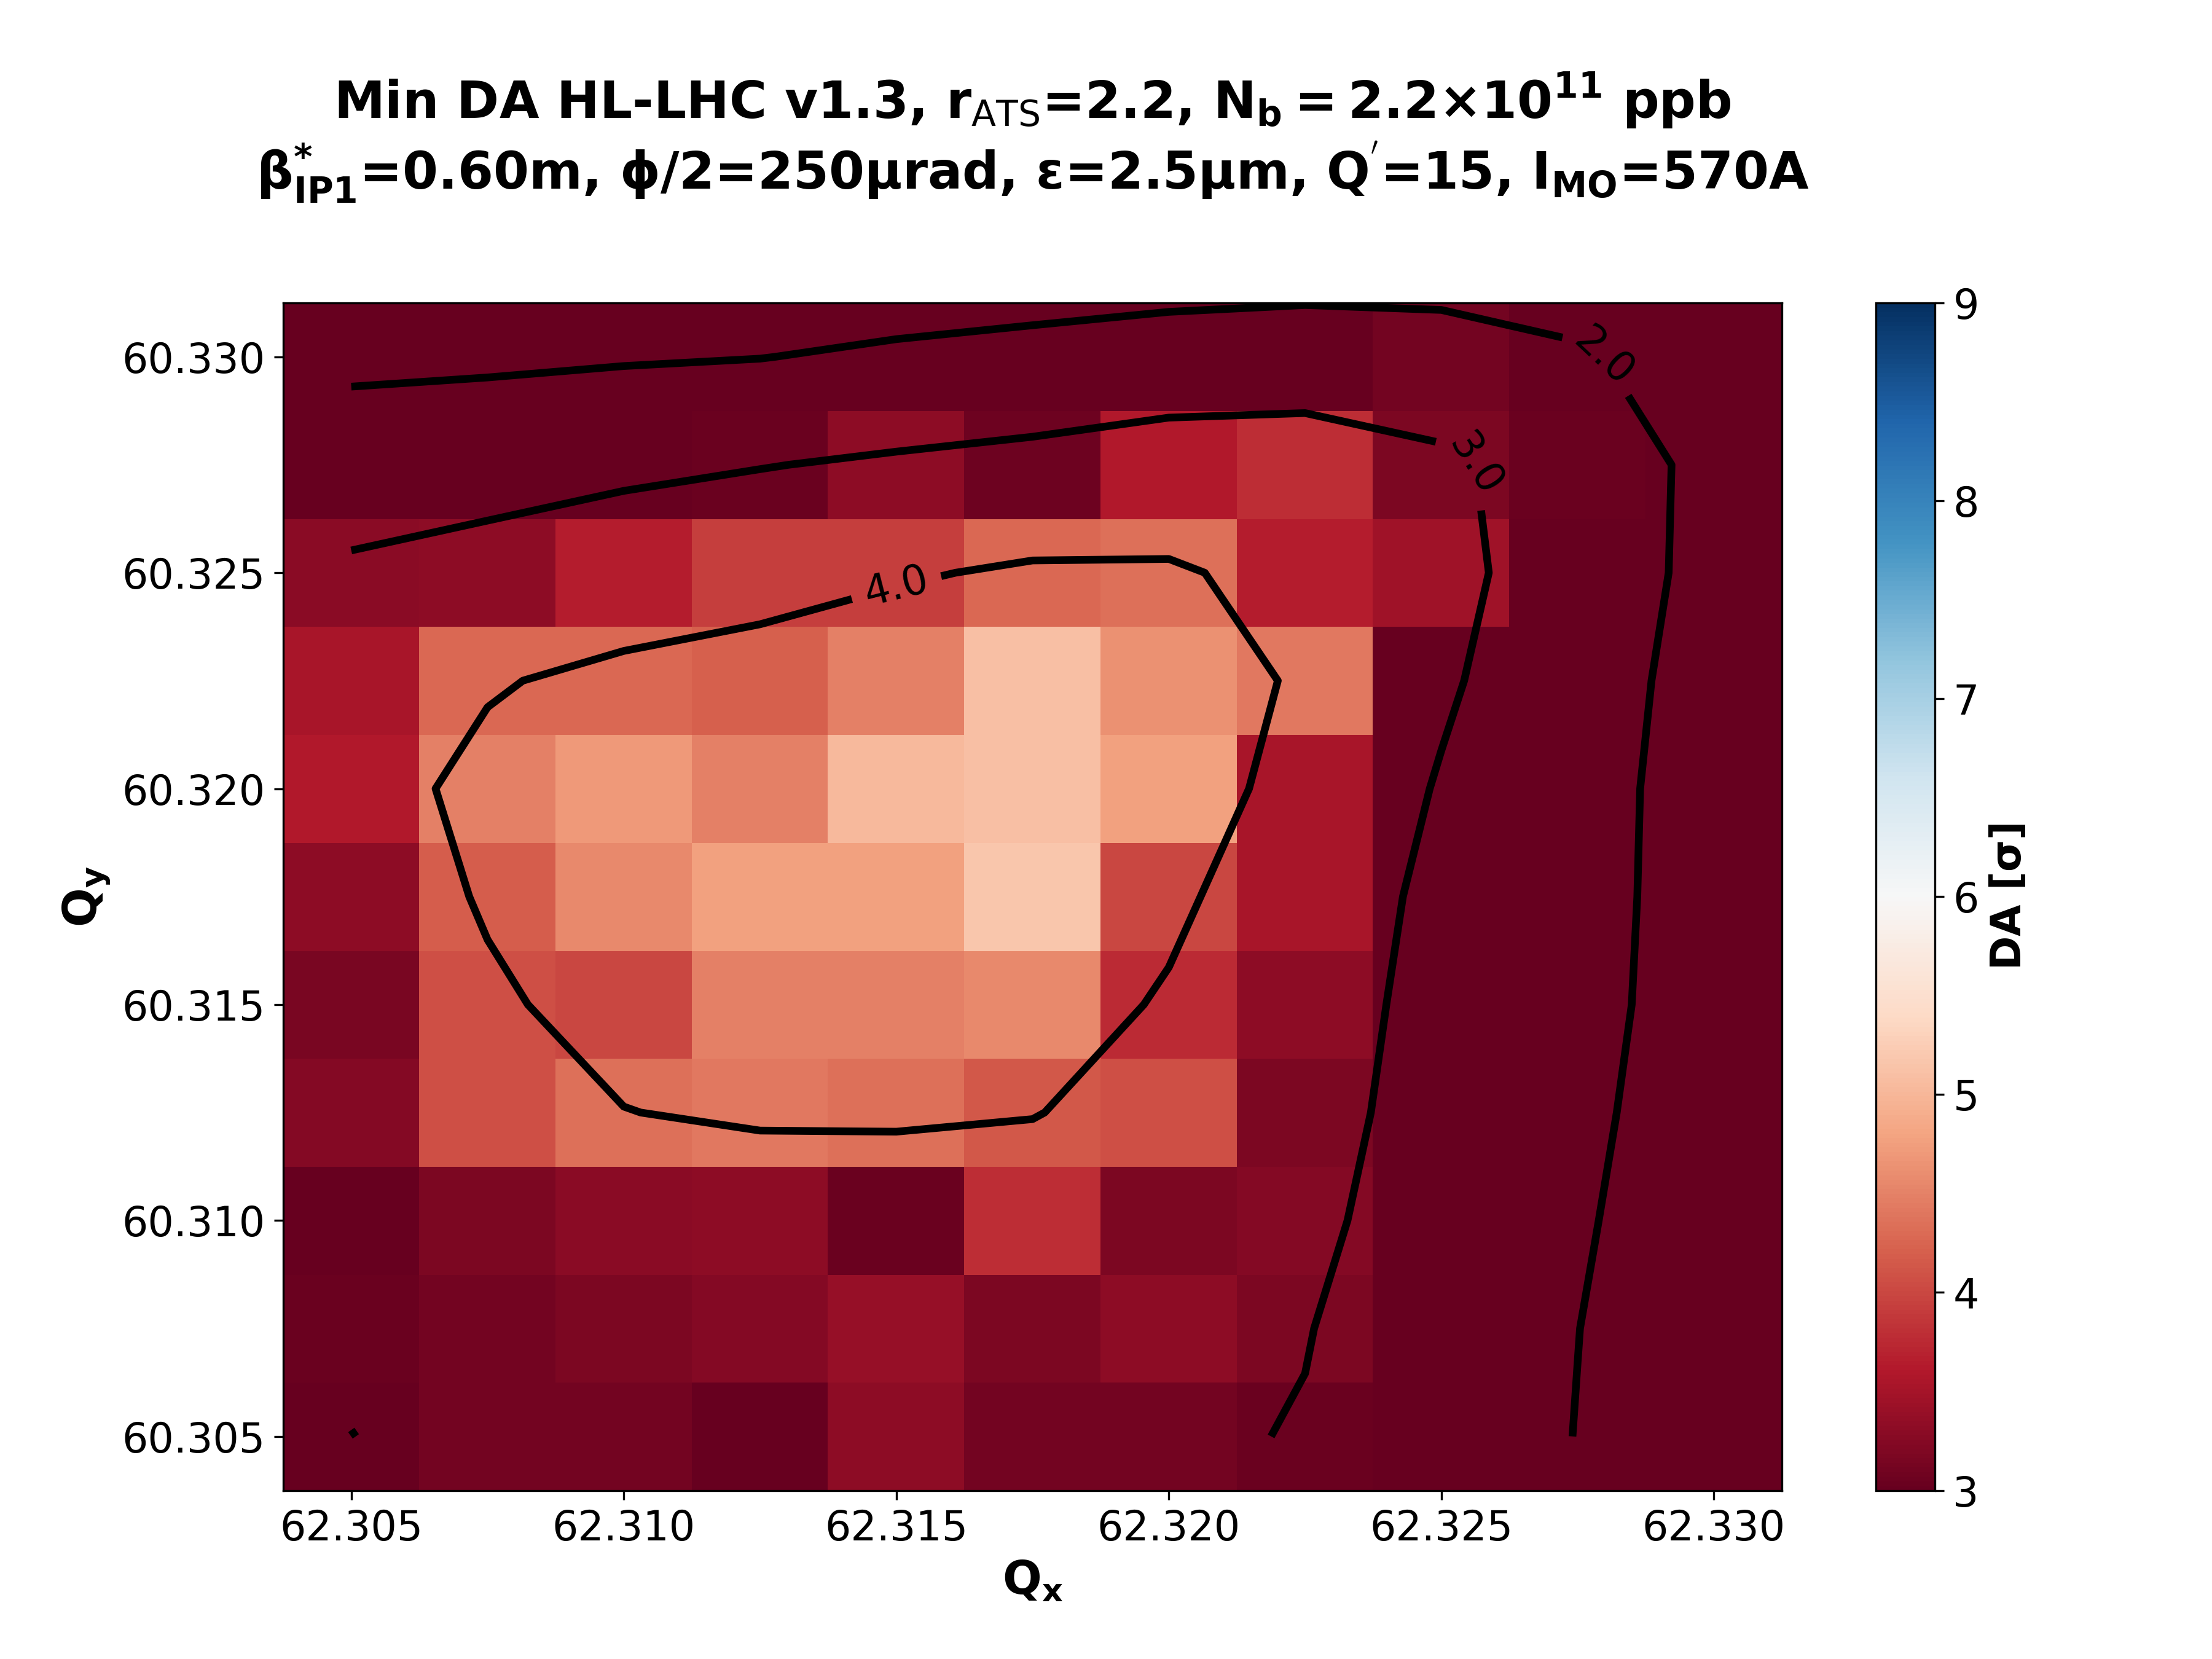 Min DA HL-LHC v1.3, r_ATS=2.2, N_b = 2.2×10^11 ppb
β*_IP1=0.60m, ϕ/2=250μrad, ε=2.5μm, Q′=15, I_MO=570A
60.330
60.325
60.320
60.315
60.310
60.305
Q_y
2.0
3.0
4.0
62.305 62.310 62.315 62.320 62.325 62.330
Q_x
9
8
7
6
5
4
3
DA [σ]